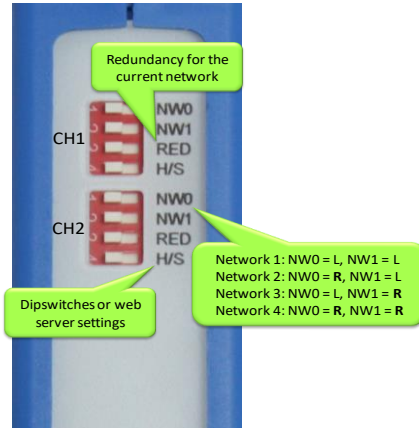 Redundancy for the
current network
CH1
NW0
NW1
RED
H/S
CH2
NW0
NW1
RED
H/S
Network 1: NW0 = L, NW1 = L
Network 2: NW0 = R, NW1 = L
Network 3: NW0 = L, NW1 = R
Network 4: NW0 = R, NW1 = R
Dipswitches or web
server settings